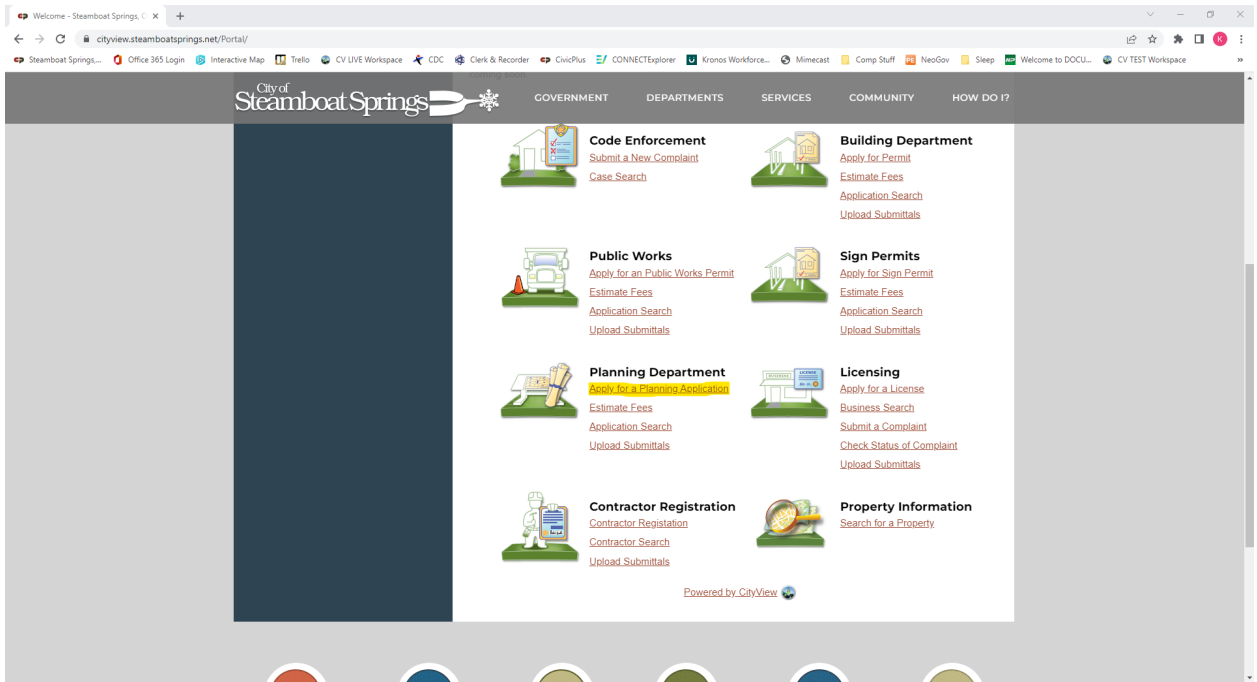 Welcome - Steamboat Springs, C
cityview.steamboatsprings.net/Portal/
K
Steamboat Springs,...
Office 365 Login
Interactive Map
Trello
CV LIVE Workspace
CDC
Clerk & Recorder
CivicPlus
CONNECTExplorer
Kronos Workforce...
Mimecast
Comp Stuff
NeoGov
Sleep
Welcome to DOCU...
CV TEST Workspace
»
coming soon
City of
Steamboat Springs
GOVERNMENT
DEPARTMENTS
SERVICES
COMMUNITY
HOW DO I?
Code Enforcement
Submit a New Complaint
Case Search
Building Department
Apply for Permit
Estimate Fees
Application Search
Upload Submittals
Public Works
Apply for an Public Works Permit
Estimate Fees
Application Search
Upload Submittals
Sign Permits
Apply for Sign Permit
Estimate Fees
Application Search
Upload Submittals
Planning Department
Apply for a Planning Application
Estimate Fees
Application Search
Upload Submittals
BUSINESS
LICENSE
Licensing
Apply for a License
Business Search
Submit a Complaint
Check Status of Complaint
Upload Submittals
Contractor Registration
Contractor Registation
Contractor Search
Upload Submittals
Property Information
Search for a Property
Powered by CityView